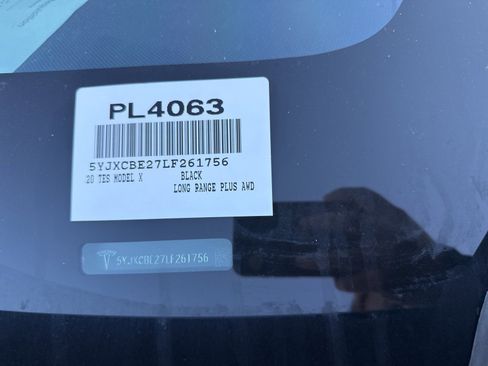 PL4063
5YJXCBE27LF261756
20 TES MODEL X BLACK
LONG RANGE PLUS AWD
5YJXCBE27LF261756